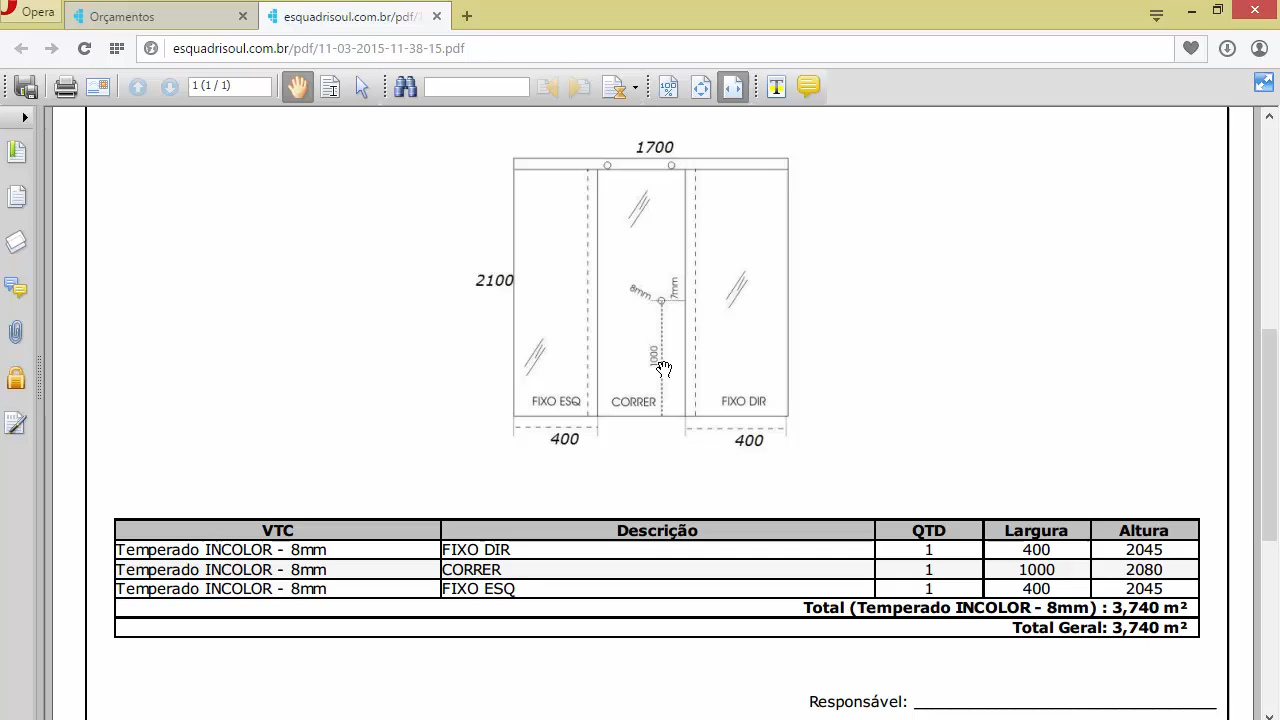 Opera
Orçamentos
esquadrisoul.com.br/pdf/1
esquadrisoul.com.br/pdf/11-03-2015-11-38-15.pdf
1 (1 / 1)
100%
1700
2100
8mm
7mm
1000
FIXO ESQ
CORRER
FIXO DIR
400
400
VTC Descrição QTD Largura Altura
Temperado INCOLOR - 8mm FIXO DIR 1 400 2045
Temperado INCOLOR - 8mm CORRER 1 1000 2080
Temperado INCOLOR - 8mm FIXO ESQ 1 400 2045
Total (Temperado INCOLOR - 8mm) : 3,740 m²
Total Geral: 3,740 m²
Responsável: